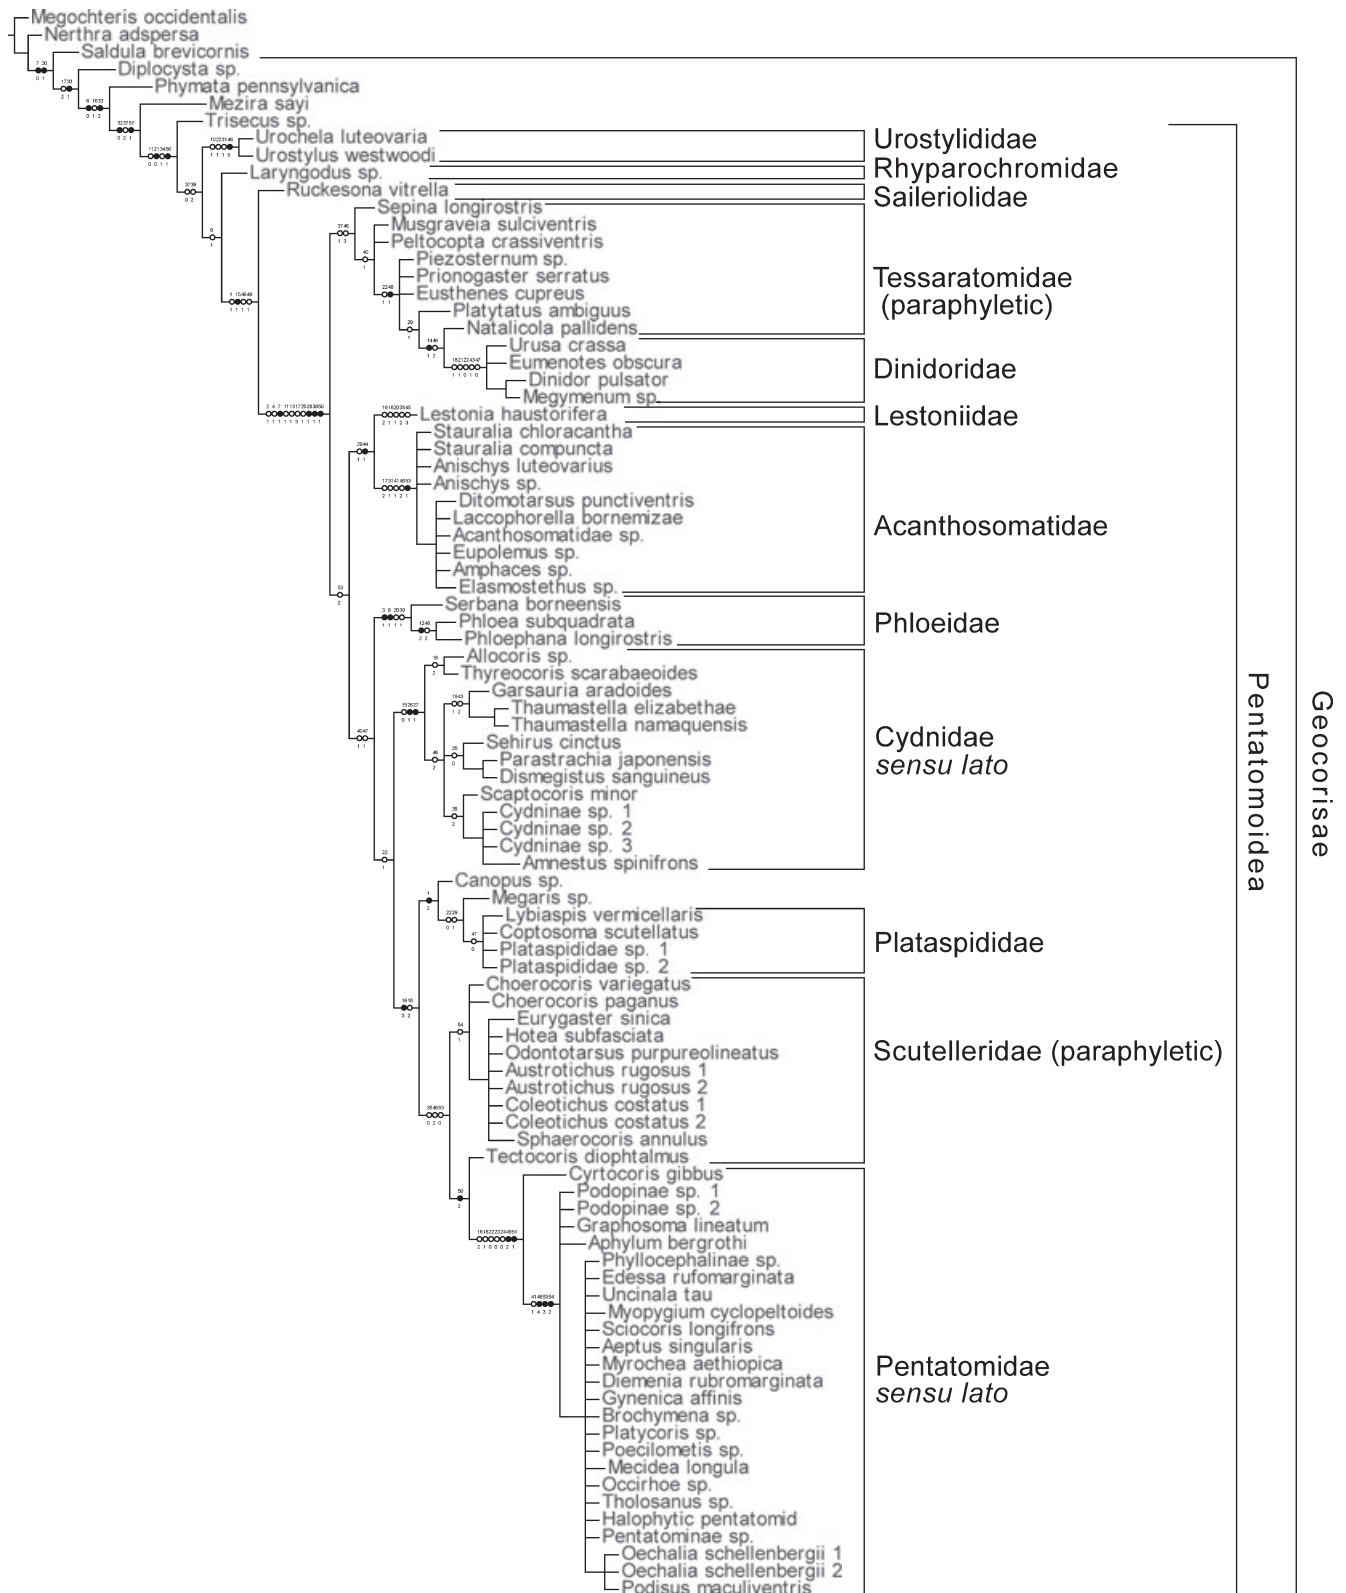 Megochteris occidentalis
Nerthra adspersa
Saldula brevicornis
Diplocysta sp.
Phymata pennsylvanica
Mezira sayi
Trisecus sp.
Urochela luteovaria
Urostylus westwoodi
Urostylididae
Laryngodus sp.
Rhyparochromidae
Ruckesona vitrella
Saileriolidae
Sepina longirostris
Musgraveia sulciventris
Peltocopta crassiventris
Piezosternum sp.
Prionogaster serratus
Eusthenes cupreus
Platytatus ambiguus
Natalicola pallidens
Tessaratomidae
(paraphyletic)
Urusa crassa
Eumenotes obscura
Dinidor pulsator
Megymenum sp.
Dinidoridae
Lestonia haustorifera
Lestoniidae
Stauralia chloracantha
Stauralia compuncta
Anischys luteovarius
Anischys sp.
Ditomotarsus punctiventris
Laccophorella bornemizae
Acanthosomatidae sp.
Eupolemus sp.
Amphaces sp.
Elasmostethus sp.
Acanthosomatidae
Serbana borneensis
Phloea subquadrata
Phloephana longirostris
Phloeidae
Allocoris sp.
Thyreocoris scarabaeoides
Garsauria aradoides
Thaumastella elizabethae
Thaumastella namaquensis
Sehirus cinctus
Parastrachia japonensis
Dismegistus sanguineus
Scaptocoris minor
Cydninae sp. 1
Cydninae sp. 2
Cydninae sp. 3
Amnestus spinifrons
Cydnidae
sensu lato
Canopus sp.
Megaris sp.
Lybiaspis vermicellaris
Coptosoma scutellatus
Plataspididae sp. 1
Plataspididae sp. 2
Plataspididae
Choerocoris variegatus
Choerocoris paganus
Eurygaster sinica
Hotea subfasciata
Odontotarsus purpureolineatus
Austrotichus rugosus 1
Austrotichus rugosus 2
Coleotichus costatus 1
Coleotichus costatus 2
Sphaerocoris annulus
Tectocoris diophtalmus
Scutelleridae (paraphyletic)
Cyrtocoris gibbus
Podopinae sp. 1
Podopinae sp. 2
Graphosoma lineatum
Aphylum bergrothi
Phyllocephalinae sp.
Edessa rufomarginata
Uncinala tau
Myopygium cyclopeltoides
Sciocoris longifrons
Aeptus singularis
Myrochea aethiopica
Diemenia rubromarginata
Gynenica affinis
Brochymena sp.
Platycoris sp.
Poecilometis sp.
Mecidea longula
Occirhoe sp.
Tholosanus sp.
Halophytic pentatomid
Pentatominae sp.
Oechalia schellenbergii 1
Oechalia schellenbergii 2
Podisus maculiventris
Pentatomidae
sensu lato
Pentatomoidea
Geocorisae